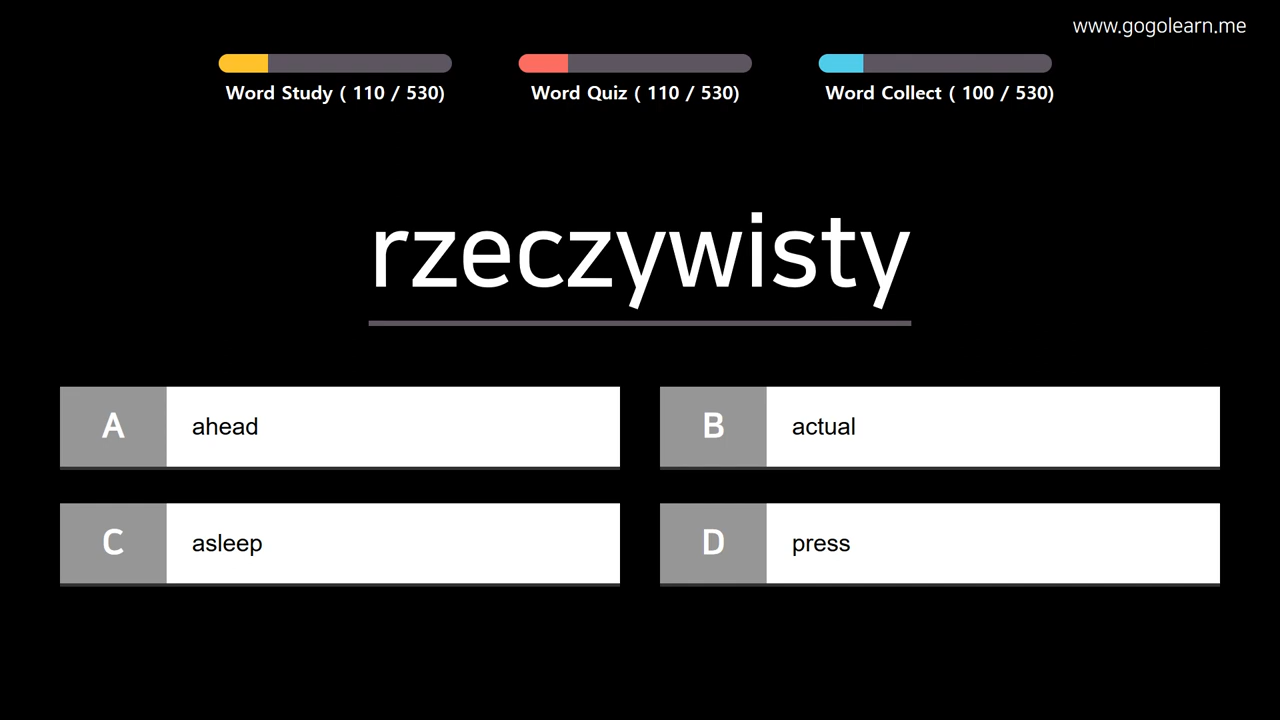 www.gogolearn.me
Word Study ( 110 / 530)
Word Quiz ( 110 / 530)
Word Collect ( 100 / 530)
rzeczywisty
A ahead
B actual
C asleep
D press